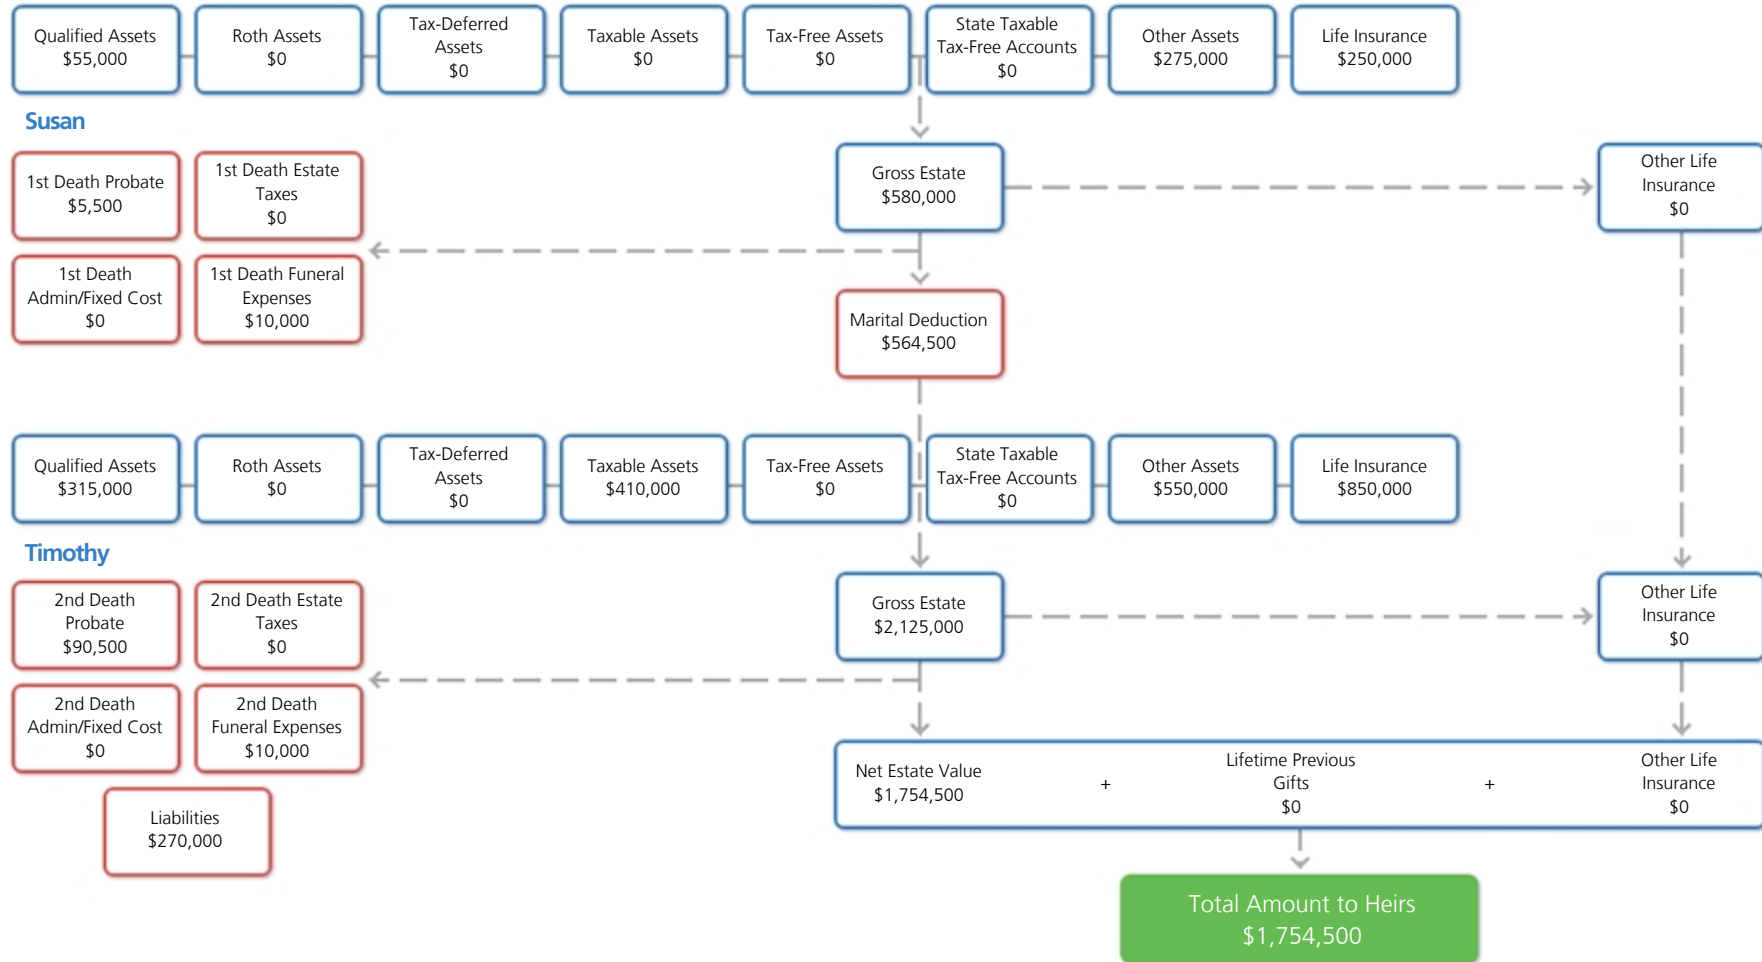 Qualified Assets
$55,000
Roth Assets
$0
Tax-Deferred
Assets
$0
Taxable Assets
$0
Tax-Free Assets
$0
State Taxable
Tax-Free Accounts
$0
Other Assets
$275,000
Life Insurance
$250,000
Susan
1st Death Probate
$5,500
1st Death Estate
Taxes
$0
Gross Estate
$580,000
Other Life
Insurance
$0
1st Death
Admin/Fixed Cost
$0
1st Death Funeral
Expenses
$10,000
Marital Deduction
$564,500
Qualified Assets
$315,000
Roth Assets
$0
Tax-Deferred
Assets
$0
Taxable Assets
$410,000
Tax-Free Assets
$0
State Taxable
Tax-Free Accounts
$0
Other Assets
$550,000
Life Insurance
$850,000
Timothy
2nd Death
Probate
$90,500
2nd Death Estate
Taxes
$0
Gross Estate
$2,125,000
Other Life
Insurance
$0
2nd Death
Admin/Fixed Cost
$0
2nd Death
Funeral Expenses
$10,000
Liabilities
$270,000
Net Estate Value
$1,754,500
+
Lifetime Previous
Gifts
$0
+
Other Life
Insurance
$0
Total Amount to Heirs
$1,754,500